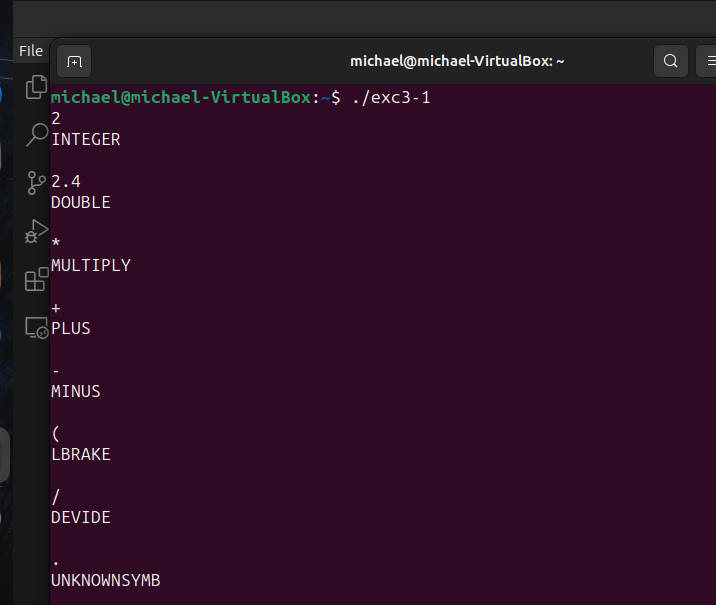 File
michael@michael-VirtualBox: ~
michael@michael-VirtualBox:~$ ./exc3-1
2
INTEGER
2.4
DOUBLE
*
MULTIPLY
+
PLUS
-
MINUS
(
LBRAKE
/
DEVIDE
.
UNKNOWNSYMB